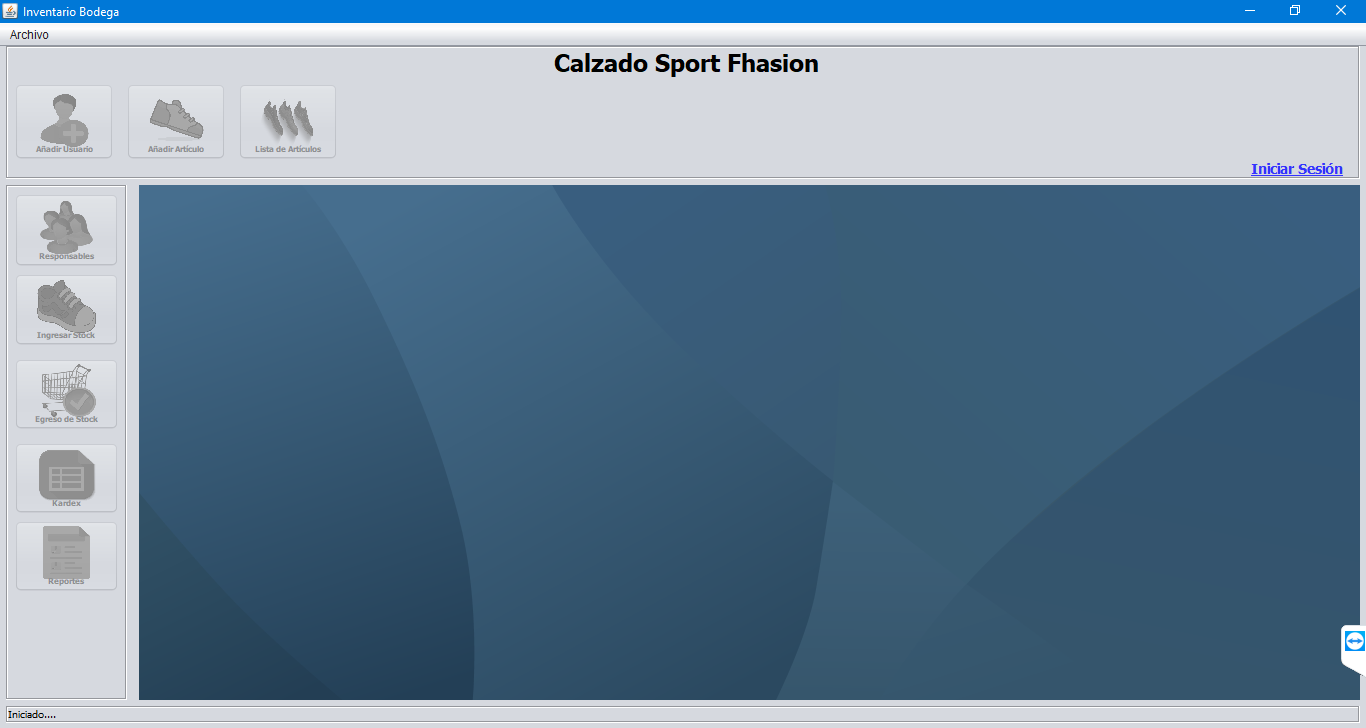 Inventario Bodega
Archivo
Calzado Sport Fhasion
Añadir Usuario
Añadir Artículo
Lista de Artículos
Iniciar Sesión
Responsables
Ingresar Stock
Egreso de Stock
Kardex
Reportes
Iniciado....